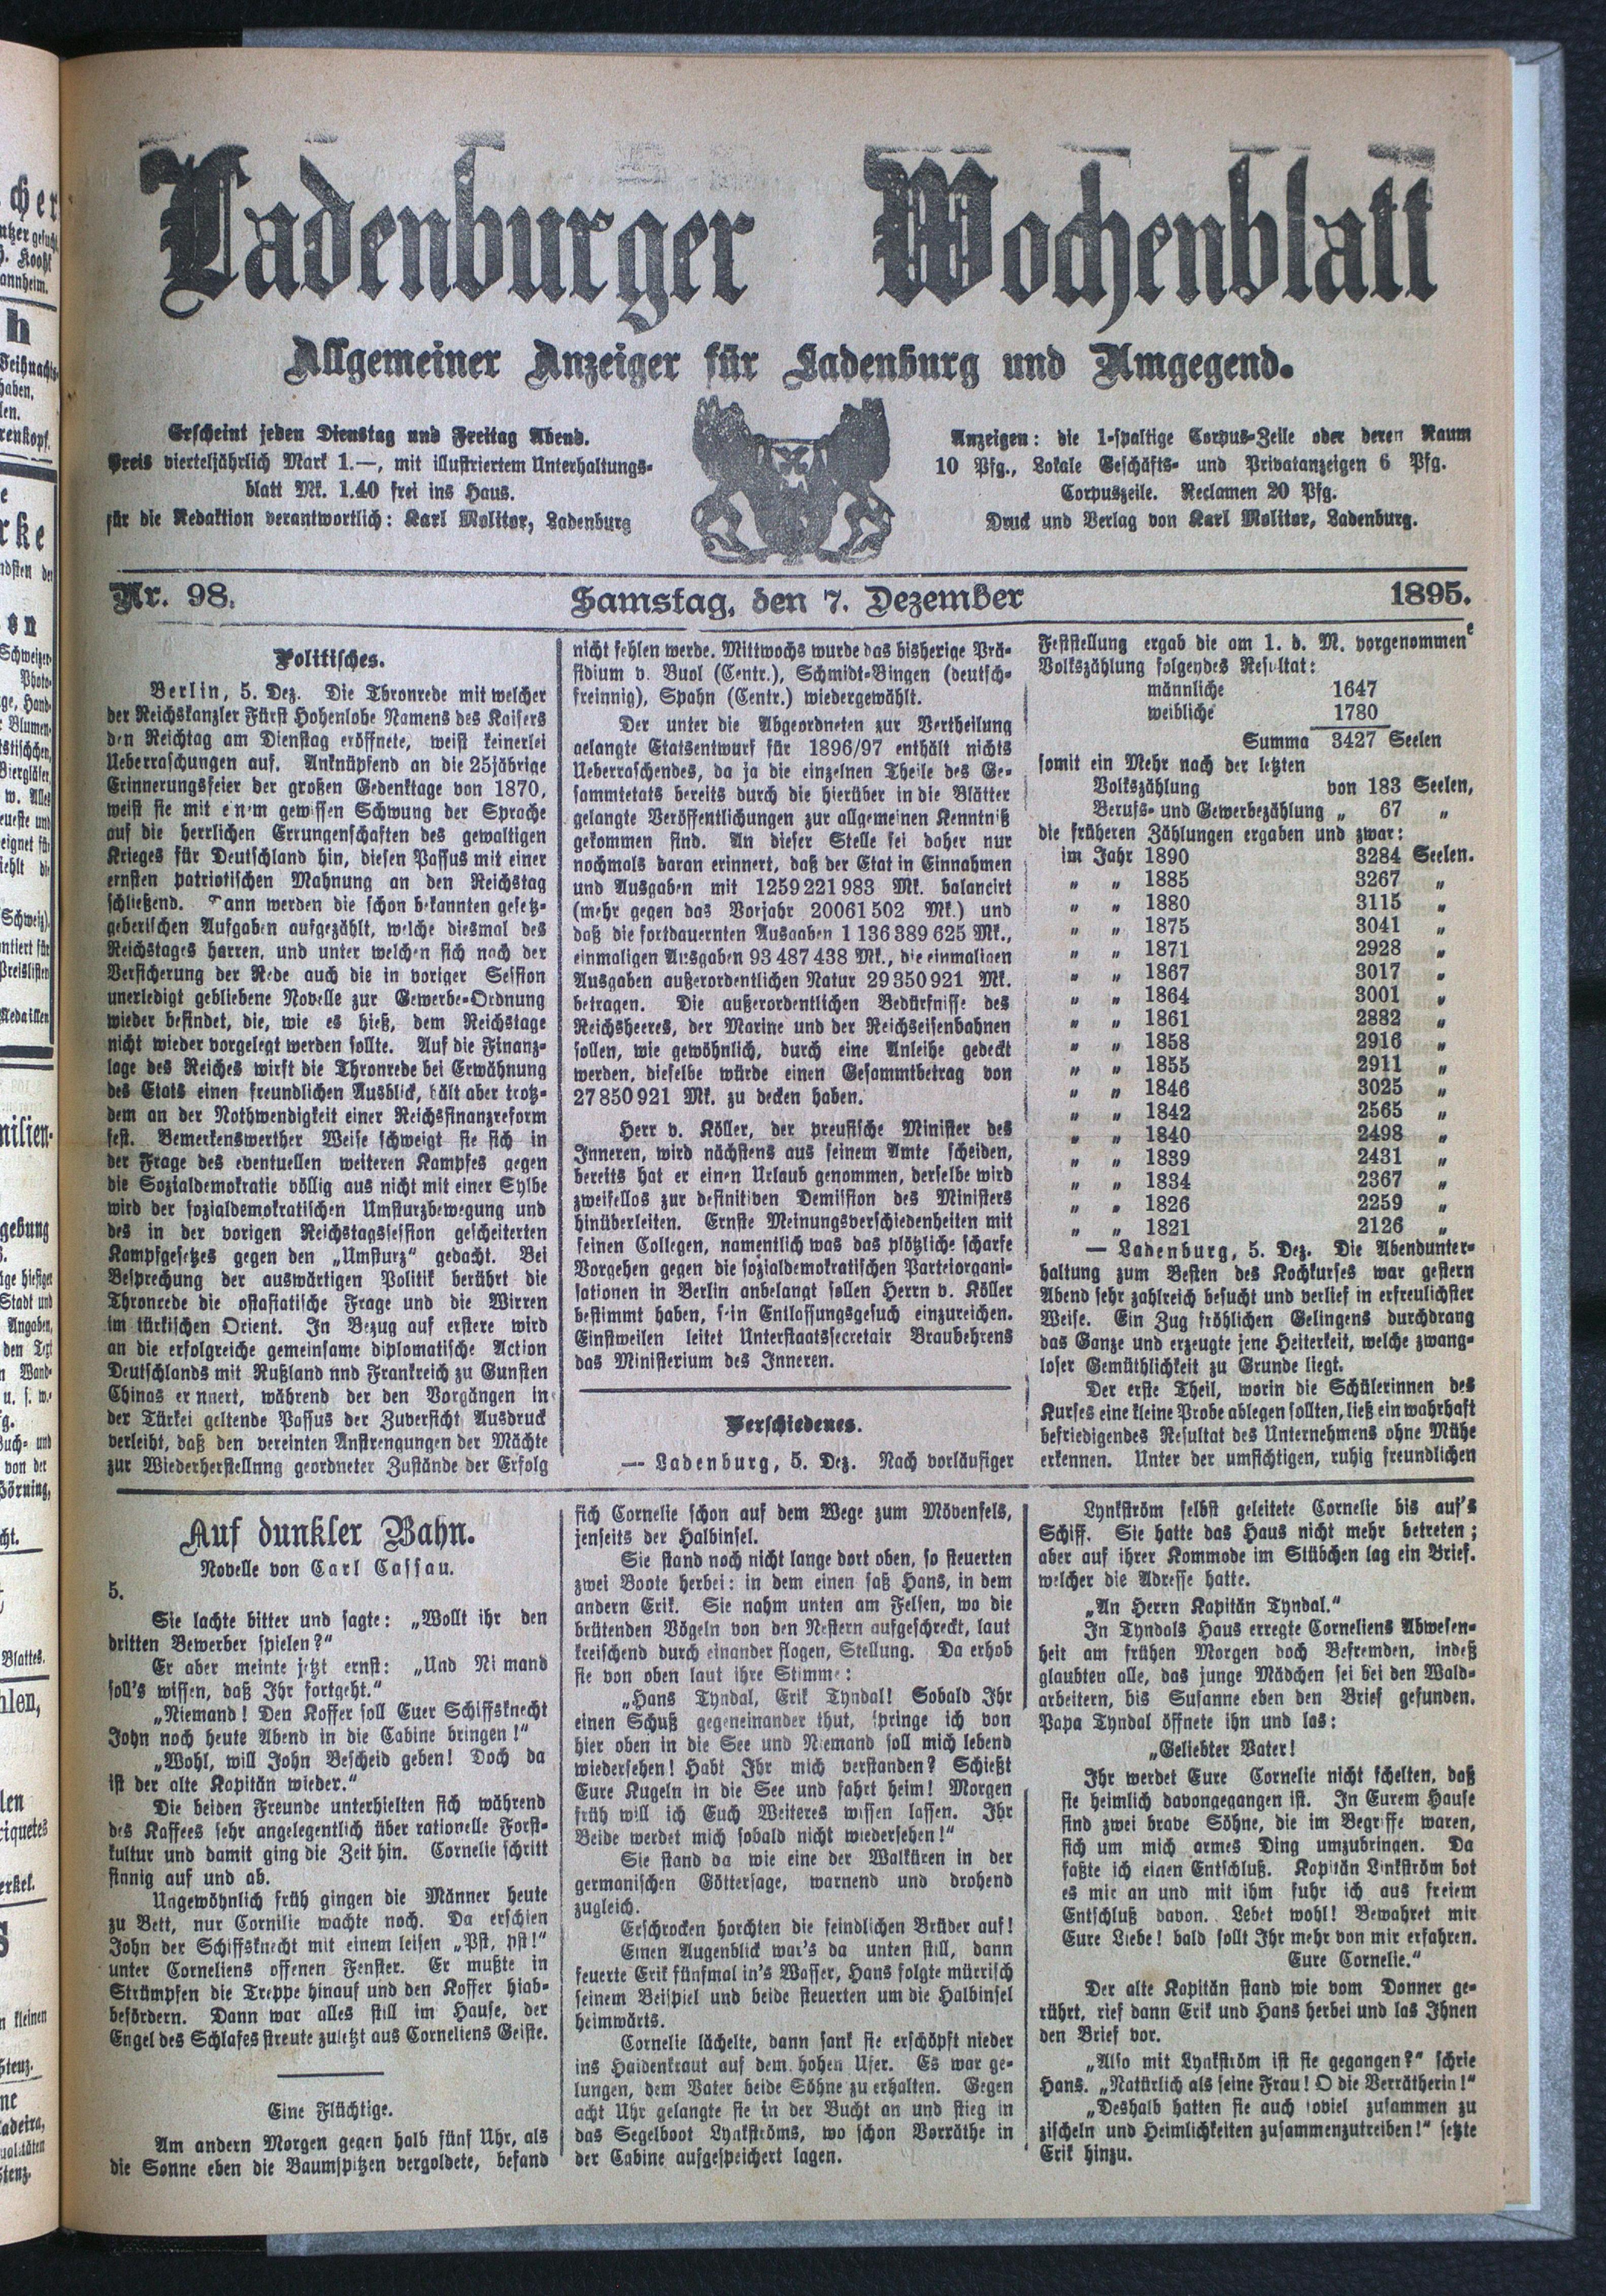 Ladenburger Wochenblatt
Allgemeiner Anzeiger für Ladenburg und Umgegend.
Erscheint jeden Dienstag und Freitag Abend.
Preis vierteljährlich Mark 1.—, mit illustriertem Unterhaltungs-
blatt Mk. 1.40 frei ins Haus.
für die Redaktion verantwortlich: Karl Molitor, Ladenburg
Anzeigen: die 1-spaltige Corpus-Zeile oder deren Raum
10 Pfg., Lokale Geschäfts- und Privatanzeigen 6 Pfg.
Corpuszeile. Reclamen 20 Pfg.
Druck und Verlag von Karl Molitor, Ladenburg.
Nr. 98. Samstag, den 7. Dezember 1895.
Politisches.
Berlin, 5. Dez. Die Thronrede mit welcher
der Reichskanzler Fürst Hohenlohe Namens des Kaisers
den Reichtag am Dienstag eröffnete, weist keinerlei
Ueberraschungen auf. Anknüpfend an die 25jährige
Erinnerungsfeier der großen Gedenktage von 1870,
weist sie mit einem gewissen Schwung der Sprache
auf die herrlichen Errungenschaften des gewaltigen
Krieges für Deutschland hin, diesen Passus mit einer
ernsten patriotischen Mahnung an den Reichstag
schließend. Dann werden die schon bekannten gesetz-
geberischen Aufgaben aufgezählt, welche diesmal des
Reichstages harren, und unter welchen sich nach der
Versicherung der Rede auch die in voriger Session
unerledigt gebliebene Novelle zur Gewerbe-Ordnung
wieder befindet, die, wie es hieß, dem Reichstage
nicht wieder vorgelegt werden sollte. Auf die Finanz-
lage des Reiches wirft die Thronrede bei Erwähnung
des Etats einen freundlichen Ausblick, hält aber trotz-
dem an der Nothwendigkeit einer Reichsfinanzreform
fest. Bemerkenswerther Weise schweigt sie sich in
der Frage des eventuellen weiteren Kampfes gegen
die Sozialdemokratie völlig aus nicht mit einer Sylbe
wird der sozialdemokratischen Umsturzbewegung und
des in der vorigen Reichstagssession gescheiterten
Kampfgesetzes gegen den „Umsturz“ gedacht. Bei
Besprechung der auswärtigen Politik berührt die
Thronrede die ostasiatische Frage und die Wirren
im türkischen Orient. In Bezug auf erstere wird
an die erfolgreiche gemeinsame diplomatische Action
Deutschlands mit Rußland nnd Frankreich zu Gunsten
Chinas erinnert, während der den Vorgängen in
der Türkei geltende Passus der Zuversicht Ausdruck
verleiht, daß den vereinten Anstrengungen der Mächte
zur Wiederherstellnng geordneter Zustände der Erfolg
nicht fehlen werde. Mittwochs wurde das bisherige Prä-
sidium v. Buol (Centr.), Schmidt-Bingen (deutsch-
freinnig), Spahn (Centr.) wiedergewählt.
Der unter die Abgeordneten zur Vertheilung
gelangte Etatsentwurf für 1896/97 enthält nichts
Ueberraschendes, da ja die einzelnen Theile des Ge-
sammtetats bereits durch die hierüber in die Blätter
gelangte Veröffentlichungen zur allgemeinen Kenntniß
gekommen sind. An dieser Stelle sei daher nur
nochmals daran erinnert, daß der Etat in Einnahmen
und Ausgaben mit 1259 221 983 Mk. balancirt
(mehr gegen das Vorjahr 20061 502 Mk.) und
daß die fortdauernten Ausgaben 1 136 389 625 Mk.,
einmaligen Ausgaben 93 487 438 Mk., die einmaligen
Ausgaben außerordentlichen Natur 29 350 921 Mk.
betragen. Die außerordentlichen Bedürfnisse des
Reichsheeres, der Marine und der Reichseisenbahnen
sollen, wie gewöhnlich, durch eine Anleihe gedeckt
werden, dieselbe würde einen Gesammtbetrag von
27 850 921 Mk. zu decken haben.
Herr v. Köller, der preusische Minister des
Inneren, wird nächstens aus seinem Amte scheiden,
bereits hat er einen Urlaub genommen, derselbe wird
zweifellos zur definitiven Demission des Ministers
hinüberleiten. Ernste Meinungsverschiedenheiten mit
seinen Collegen, namentlich was das plötzliche scharfe
Vorgehen gegen die sozialdemokratischen Parteiorgani-
sationen in Berlin anbelangt sollen Herrn v. Köller
bestimmt haben, sein Entlassungsgesuch einzureichen.
Einstweilen leitet Unterstaatssecretair Braubehrens
das Ministerium des Inneren.
Verschiedenes.
— Ladenburg, 5. Dez. Nach vorläufiger
Feststellung ergab die am 1. d. M. vorgenommene
Volkszählung folgendes Resultat:
männliche 1647
weibliche 1780
Summa 3427 Seelen
somit ein Mehr nach der letzten
Volkszählung von 183 Seelen,
Berufs- und Gewerbezählung „ 67 „
die früheren Zählungen ergaben und zwar:
im Jahr 1890 3284 Seelen.
„ „ 1885 3267 „
„ „ 1880 3115 „
„ „ 1875 3041 „
„ „ 1871 2928 „
„ „ 1867 3017 „
„ „ 1864 3001 „
„ „ 1861 2882 „
„ „ 1858 2916 „
„ „ 1855 2911 „
„ „ 1846 3025 „
„ „ 1842 2565 „
„ „ 1840 2498 „
„ „ 1839 2431 „
„ „ 1834 2367 „
„ „ 1826 2259 „
„ „ 1821 2126 „
— Ladenburg, 5. Dez. Die Abendunter-
haltung zum Besten des Kochkurses war gestern
Abend sehr zahlreich besucht und verlief in erfreulichster
Weise. Ein Zug fröhlichen Gelingens durchdrang
das Ganze und erzeugte jene Heiterkeit, welche zwang-
loser Gemüthlichkeit zu Grunde liegt.
Der erste Theil, worin die Schülerinnen des
Kurses eine kleine Probe ablegen sollten, ließ ein wahrhaft
befriedigendes Resultat des Unternehmens ohne Mühe
erkennen. Unter der umsichtigen, ruhig freundlichen
Auf dunkler Bahn.
Novelle von Carl Cassau.
5.
Sie lachte bitter und sagte: „Wollt ihr den
dritten Bewerber spielen?“
Er aber meinte jetzt ernst: „Und Niemand
soll's wissen, daß Ihr fortgeht.“
„Niemand! Den Koffer soll Euer Schiffsknecht
John noch heute Abend in die Cabine bringen!“
„Wohl, will John Bescheid geben! Doch da
ist der alte Kapitän wieder.“
Die beiden Freunde unterhielten sich während
des Kaffees sehr angelegentlich über rationelle Forst-
kultur und damit ging die Zeit hin. Cornelie schritt
sinnig auf und ab.
Ungewöhnlich früh gingen die Männer heute
zu Bett, nur Cornilie wachte noch. Da erschien
John der Schiffsknecht mit einem leisen „Pst, pst!“
unter Corneliens offenen Fenster. Er mußte in
Strümpfen die Treppe hinauf und den Koffer hiab-
befördern. Dann war alles still im Hause, der
Engel des Schlafes streute zuletzt aus Corneliens Geiste.
Eine Flüchtige.
Am andern Morgen gegen halb fünf Uhr, als
die Sonne eben die Baumspitzen vergoldete, befand
sich Cornelie schon auf dem Wege zum Mövenfels,
jenseits der Halbinsel.
Sie stand noch nicht lange dort oben, so steuerten
zwei Boote herbei: in dem einen saß Hans, in dem
andern Erik. Sie nahm unten am Felsen, wo die
brütenden Vögeln von den Nestern aufgeschreckt, laut
kreischend durch einander flogen, Stellung. Da erhob
sie von oben laut ihre Stimme:
„Hans Tyndal, Erik Tyndal! Sobald Ihr
einen Schuß gegeneinander thut, springe ich von
hier oben in die See und Niemand soll mich lebend
wiedersehen! Habt Ihr mich verstanden? Schießt
Eure Kugeln in die See und fahrt heim! Morgen
früh will ich Euch Weiteres wissen lassen. Ihr
Beide werdet mich sobald nicht wiedersehen!“
Sie stand da wie eine der Walküren in der
germanischen Göttersage, warnend und drohend
zugleich.
Erschrocken horchten die feindlichen Brüder auf!
Einen Augenblick war's da unten still, dann
feuerte Erik fünfmal in's Wasser, Hans folgte mürrisch
seinem Beispiel und beide steuerten um die Halbinsel
heimwärts.
Cornelie lächelte, dann sank sie erschöpft nieder
ins Haidenkraut auf dem hohen Ufer. Es war ge-
lungen, dem Vater beide Söhne zu erhalten. Gegen
acht Uhr gelangte sie in der Bucht an und stieg in
das Segelboot Lynkströms, wo schon Vorräthe in
der Cabine aufgespeichert lagen.
Lynkström selbst geleitete Cornelie bis auf's
Schiff. Sie hatte das Haus nicht mehr betreten;
aber auf ihrer Kommode im Stübchen lag ein Brief.
welcher die Adresse hatte.
„An Herrn Kapitän Tyndal.“
In Tyndals Haus erregte Corneliens Abwesen-
heit am frühen Morgen doch Befremden, indeß
glaubten alle, das junge Mädchen sei bei den Wald-
arbeitern, bis Susanne eben den Brief gefunden.
Papa Tyndal öffnete ihn und las:
„Geliebter Vater!
Ihr werdet Eure Cornelie nicht schelten, daß
sie heimlich davongegangen ist. In Eurem Hause
sind zwei brave Söhne, die im Begriffe waren,
sich um mich armes Ding umzubringen. Da
faßte ich einen Entschluß. Kapitän Linkström bot
es mir an und mit ihm fuhr ich aus freiem
Entschluß davon. Lebet wohl! Bewahret mir
Eure Liebe! bald sollt Ihr mehr von mir erfahren.
Eure Cornelie.“
Der alte Kapitän stand wie vom Donner ge-
rührt, rief dann Erik und Hans herbei und las Ihnen
den Brief vor.
„Also mit Lynkström ist sie gegangen?“ schrie
Hans. „Natürlich als seine Frau! O die Verrätherin!“
„Deshalb hatten sie auch soviel zusammen zu
zischeln und Heimlichkeiten zusammenzutreiben!“ setzte
Erik hinzu.